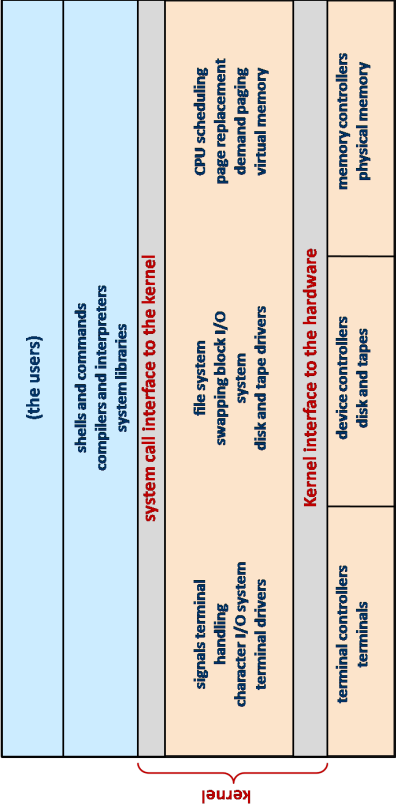 (the users)
shells and commands
compilers and interpreters
system libraries
system call interface to the kernel
signals terminal
handling
character I/O system
terminal drivers
file system
swapping block I/O
system
disk and tape drivers
CPU scheduling
page replacement
demand paging
virtual memory
Kernel interface to the hardware
terminal controllers
terminals
device controllers
disk and tapes
memory controllers
physical memory
kernel